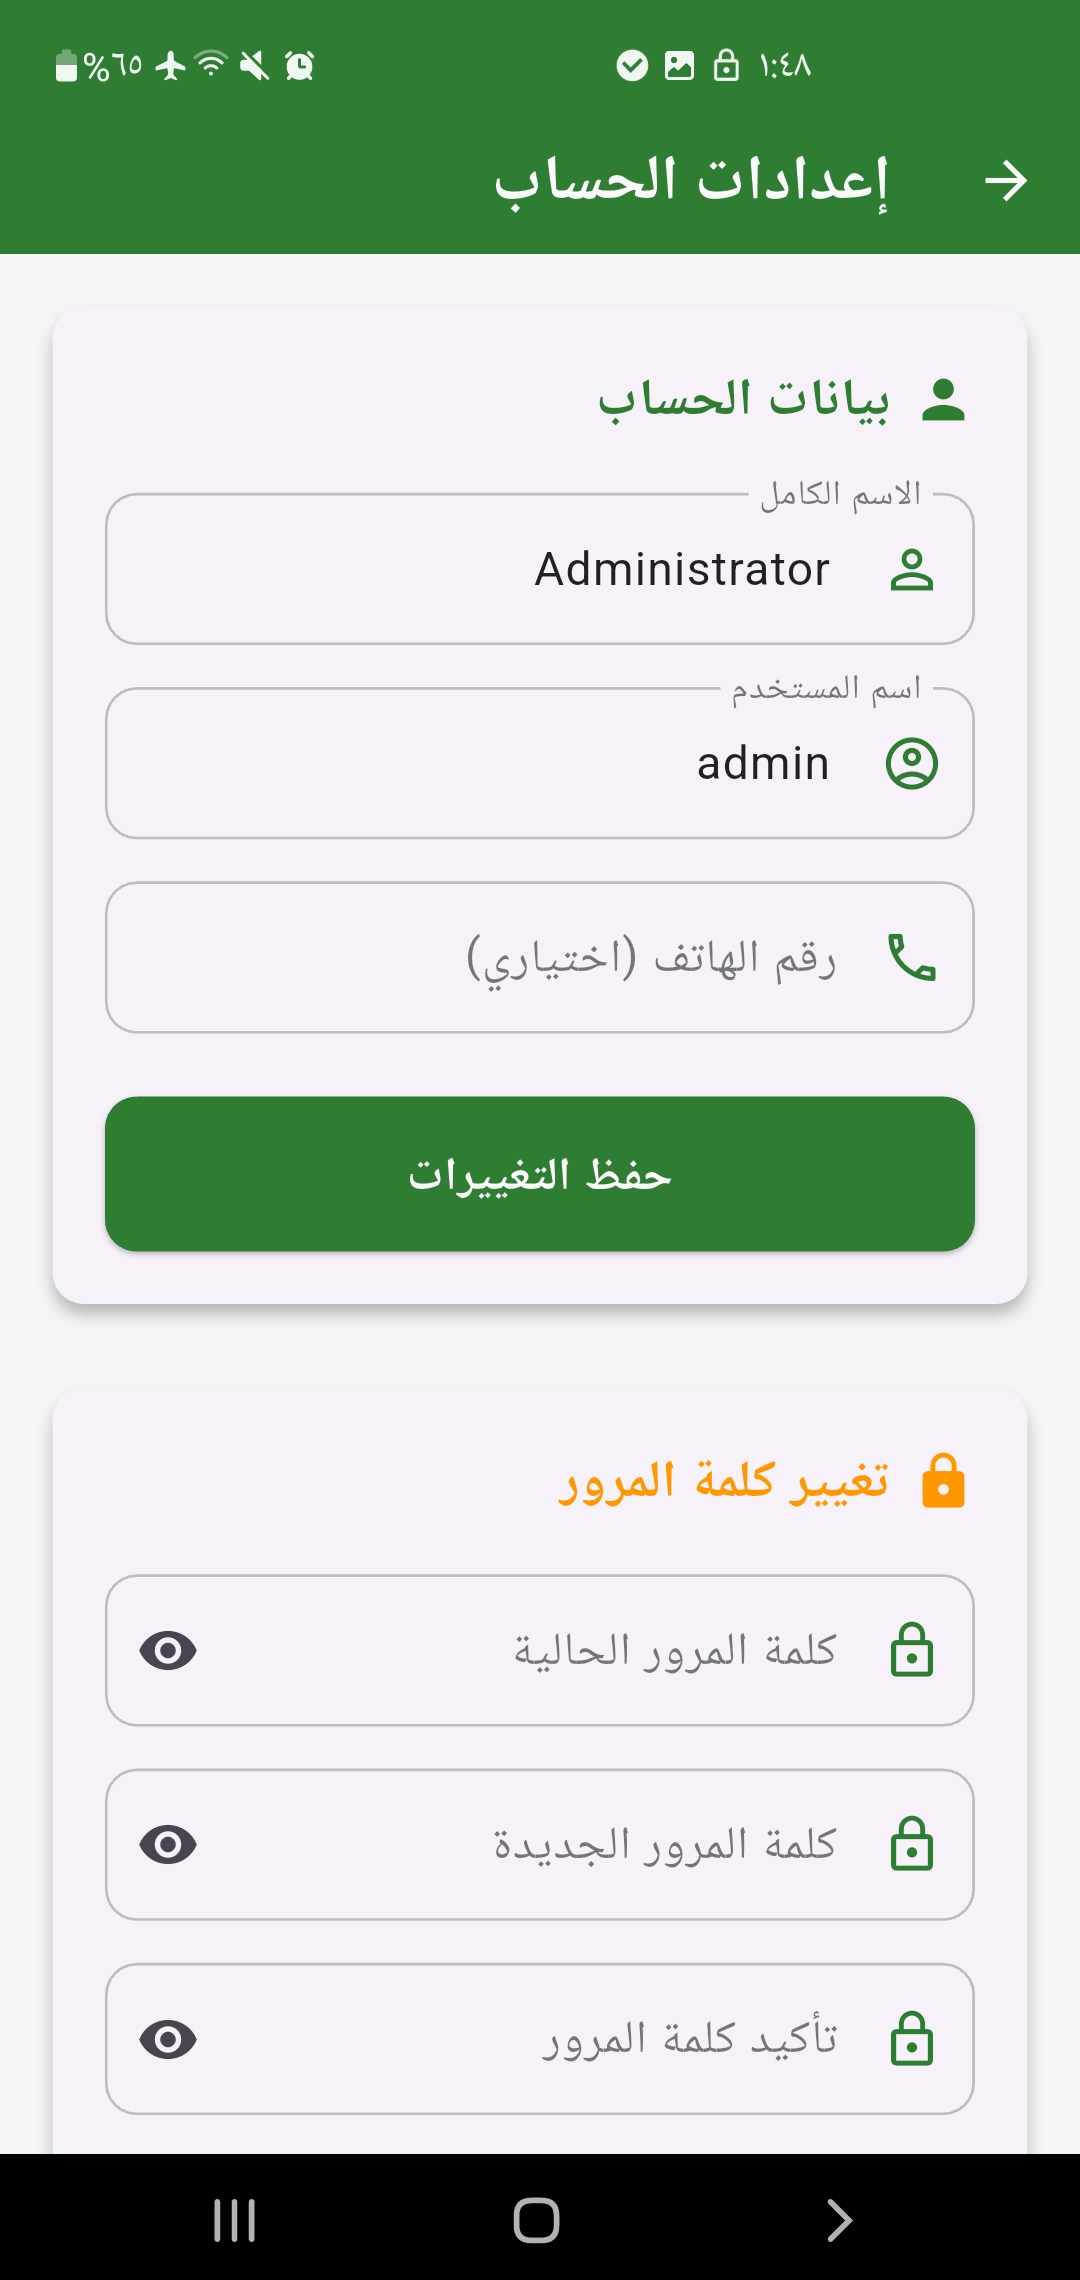 ١:٤٨
%٦٥
إعدادات الحساب
بيانات الحساب
الاسم الكامل
Administrator
اسم المستخدم
admin
رقم الهاتف (اختياري)
حفظ التغييرات
تغيير كلمة المرور
كلمة المرور الحالية
كلمة المرور الجديدة
تأكيد كلمة المرور